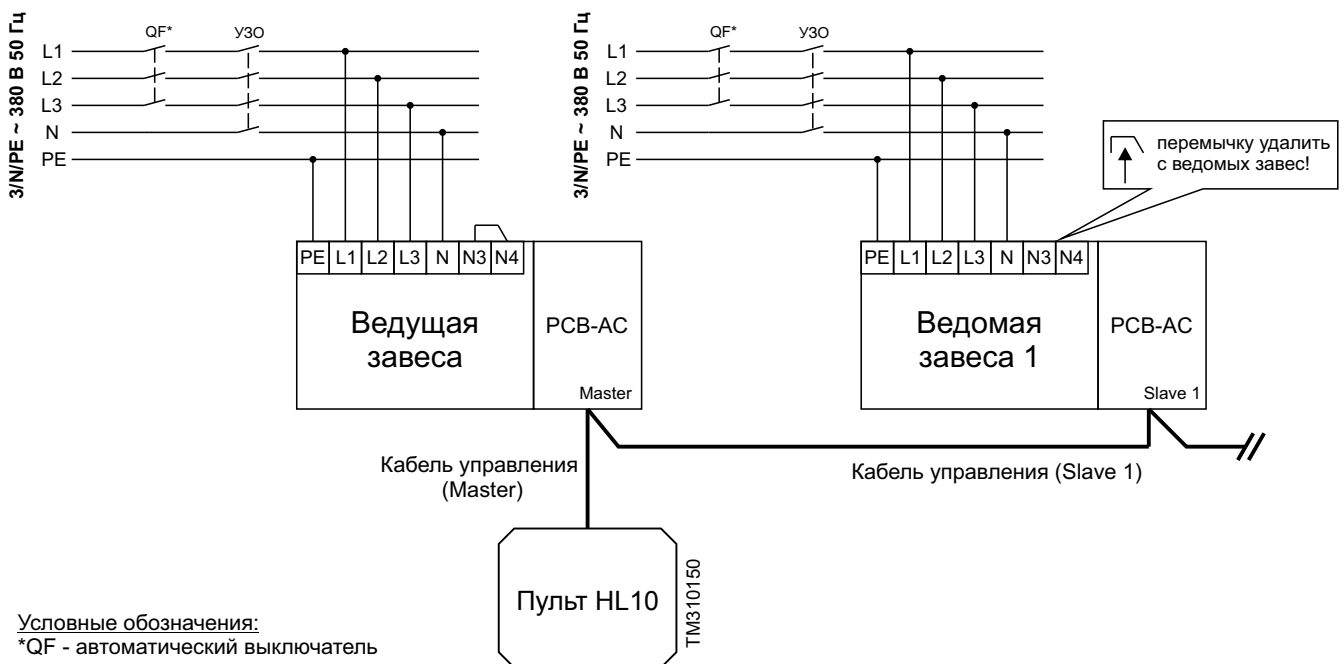 3/N/PE ~ 380 В 50 Гц
QF*
УЗО
L1
L2
L3
N
PE
3/N/PE ~ 380 В 50 Гц
QF*
УЗО
L1
L2
L3
N
PE
перемычку удалить
с ведомых завес!
PE L1 L2 L3 N N3 N4
Ведущая
завеса
PCB-AC
Master
PE L1 L2 L3 N N3 N4
Ведомая
завеса 1
PCB-AC
Slave 1
Кабель управления
(Master)
Кабель управления (Slave 1)
Пульт HL10
TM310150
Условные обозначения:
*QF - автоматический выключатель